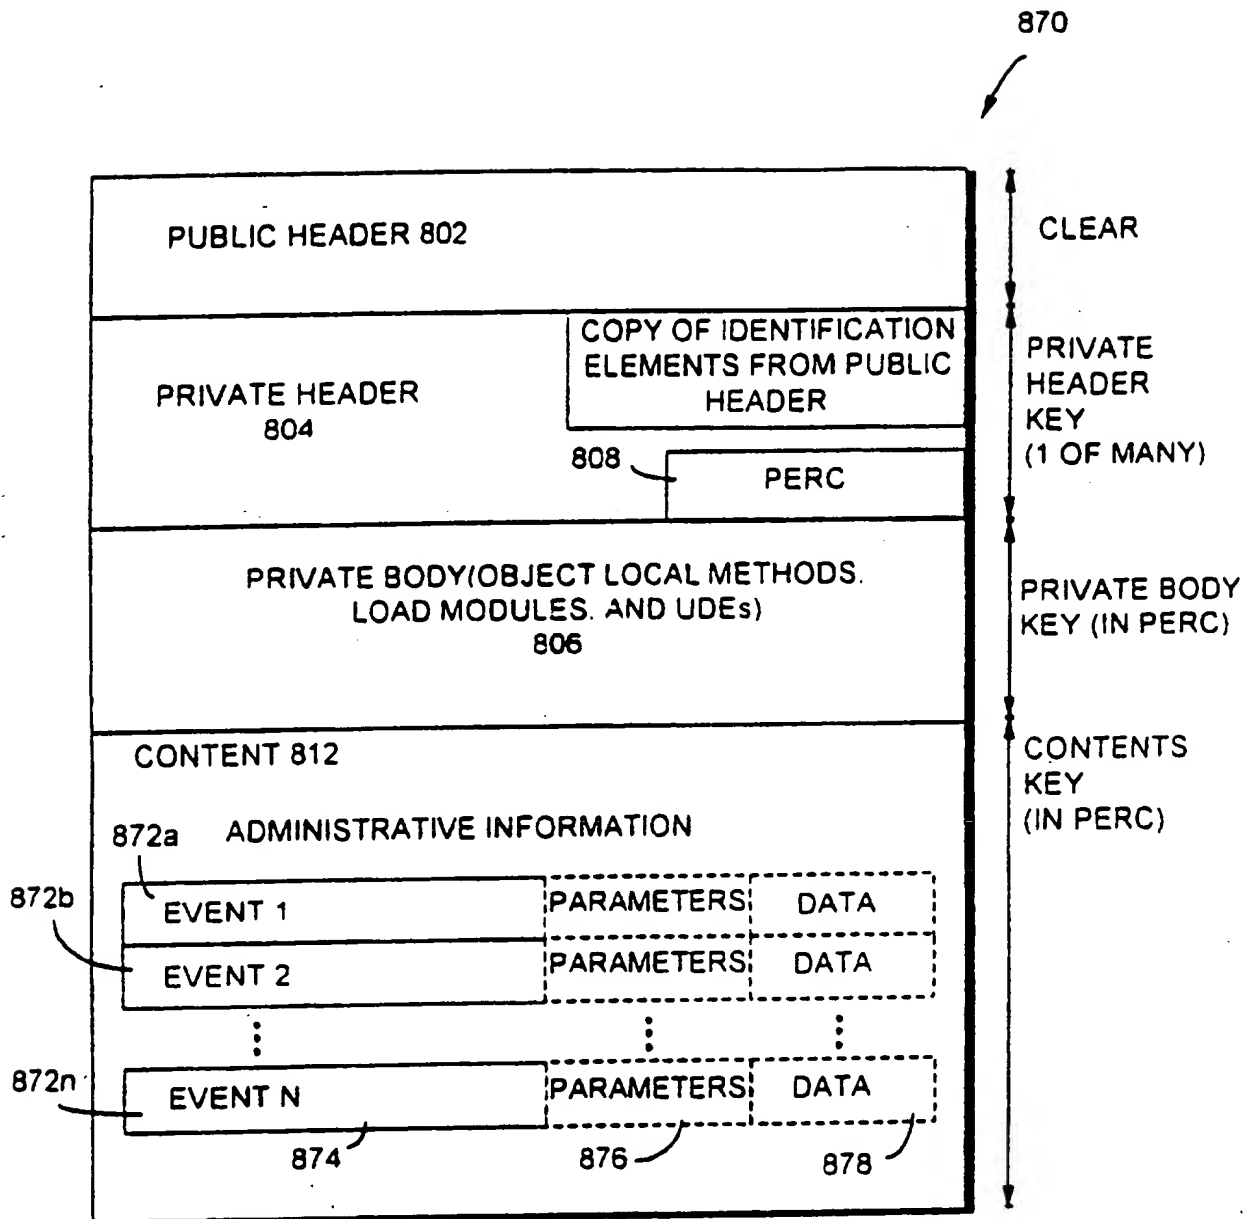 870
PUBLIC HEADER 802
CLEAR
PRIVATE HEADER
804
COPY OF IDENTIFICATION
ELEMENTS FROM PUBLIC
HEADER
808
PERC
PRIVATE
HEADER
KEY
(1 OF MANY)
PRIVATE BODY(OBJECT LOCAL METHODS.
LOAD MODULES. AND UDEs)
806
PRIVATE BODY
KEY (IN PERC)
CONTENT 812
CONTENTS
KEY
(IN PERC)
872a
ADMINISTRATIVE INFORMATION
872b
EVENT 1 PARAMETERS DATA
EVENT 2 PARAMETERS DATA
872n
EVENT N PARAMETERS DATA
874 876 878